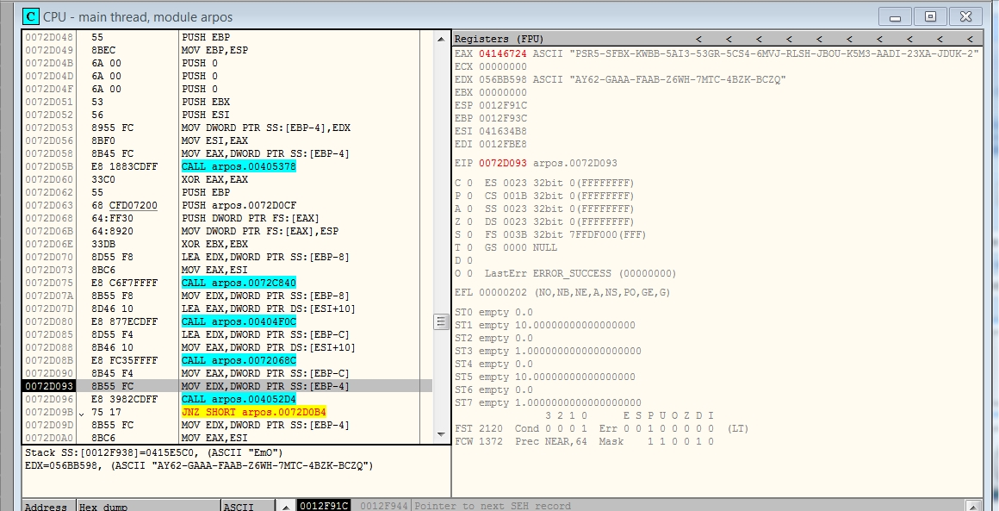 C CPU - main thread, module arpos
0072D048 55 PUSH EBP
0072D049 8BEC MOV EBP,ESP
0072D04B 6A 00 PUSH 0
0072D04D 6A 00 PUSH 0
0072D04F 6A 00 PUSH 0
0072D051 53 PUSH EBX
0072D052 56 PUSH ESI
0072D053 8955 FC MOV DWORD PTR SS:[EBP-4],EDX
0072D056 8BF0 MOV ESI,EAX
0072D058 8B45 FC MOV EAX,DWORD PTR SS:[EBP-4]
0072D05B E8 1883CDFF CALL arpos.00405378
0072D060 33C0 XOR EAX,EAX
0072D062 55 PUSH EBP
0072D063 68 CFD07200 PUSH arpos.0072D0CF
0072D068 64:FF30 PUSH DWORD PTR FS:[EAX]
0072D06B 64:8920 MOV DWORD PTR FS:[EAX],ESP
0072D06E 33DB XOR EBX,EBX
0072D070 8D55 F8 LEA EDX,DWORD PTR SS:[EBP-8]
0072D073 8BC6 MOV EAX,ESI
0072D075 E8 C6F7FFFF CALL arpos.0072C840
0072D07A 8B55 F8 MOV EDX,DWORD PTR SS:[EBP-8]
0072D07D 8D46 10 LEA EAX,DWORD PTR DS:[ESI+10]
0072D080 E8 877ECDFF CALL arpos.00404F0C
0072D085 8D55 F4 LEA EDX,DWORD PTR SS:[EBP-C]
0072D088 8B46 10 MOV EAX,DWORD PTR DS:[ESI+10]
0072D08B E8 FC35FFFF CALL arpos.0072068C
0072D090 8B45 F4 MOV EAX,DWORD PTR SS:[EBP-C]
0072D093 8B55 FC MOV EDX,DWORD PTR SS:[EBP-4]
0072D096 E8 3982CDFF CALL arpos.004052D4
0072D09B 75 17 JNZ SHORT arpos.0072D0B4
0072D09D 8B55 FC MOV EDX,DWORD PTR SS:[EBP-4]
0072D0A0 8BC6 MOV EAX,ESI
Stack SS:[0012F938]=0415E5C0, (ASCII "EmO")
EDX=056BB598, (ASCII "AY62-GAAA-FAAB-Z6WH-7MTC-4BZK-BCZQ")
Registers (FPU) < < < < < < < < < <
EAX 04146724 ASCII "PSR5-SFBX-KWBB-5AI3-53GR-5CS4-6MVJ-RLSH-JBOU-K5M3-AADI-23XA-JDUK-2"
ECX 00000000
EDX 056BB598 ASCII "AY62-GAAA-FAAB-Z6WH-7MTC-4BZK-BCZQ"
EBX 00000000
ESP 0012F91C
EBP 0012F93C
ESI 041634B8
EDI 0012FBE8
EIP 0072D093 arpos.0072D093
C 0 ES 0023 32bit 0(FFFFFFFF)
P 0 CS 001B 32bit 0(FFFFFFFF)
A 0 SS 0023 32bit 0(FFFFFFFF)
Z 0 DS 0023 32bit 0(FFFFFFFF)
S 0 FS 003B 32bit 7FFDF000(FFF)
T 0 GS 0000 NULL
D 0
O 0 LastErr ERROR_SUCCESS (00000000)
EFL 00000202 (NO,NB,NE,A,NS,PO,GE,G)
ST0 empty 0.0
ST1 empty 10.000000000000000000
ST2 empty 0.0
ST3 empty 1.0000000000000000000
ST4 empty 0.0
ST5 empty 10.000000000000000000
ST6 empty 0.0
ST7 empty 1.0000000000000000000
3 2 1 0 E S P U O Z D I
FST 2120 Cond 0 0 0 1 Err 0 0 1 0 0 0 0 0 (LT)
FCW 1372 Prec NEAR,64 Mask 1 1 0 0 1 0
Address Hex dump ASCII 0012F91C 0012F944 Pointer to next SEH record